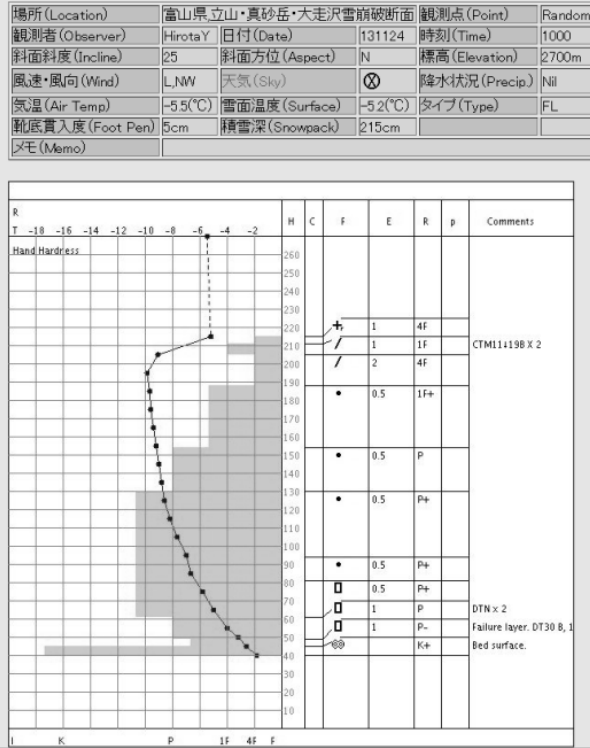 場所(Location) 富山県,立山・真砂岳・大走沢雪崩破断面 観測点(Point) Random
観測者(Observer) HirotaY 日付(Date) 131124 時刻(Time) 1000
斜面斜度(Incline) 25 斜面方位(Aspect) N 標高(Elevation) 2700m
風速・風向(Wind) L,NW 天気(Sky) ⊗ 降水状況(Precip.) Nil
気温(Air Temp) -5.5(℃) 雪面温度(Surface) -5.2(℃) タイプ(Type) FL
靴底貫入度(Foot Pen) 5cm 積雪深(Snowpack) 215cm
メモ(Memo)
R
T -18 -16 -14 -12 -10 -8 -6 -4 -2 H C F E R p Comments
Hand Hardness
260
250
240
230
220 + 1 4F
210 / 1 1F CTM11↓19B X 2
200 / 2 4F
190
180 • 0.5 1F+
170
160
150 • 0.5 P
140
130
120 • 0.5 P+
110
100
90 • 0.5 P+
80 0.5 P+
70 1 P DTN x 2
60 1 P- Failure layer. DT30 B, 1
50 K+ Bed surface.
40
30
20
10
I K P 1F 4F F